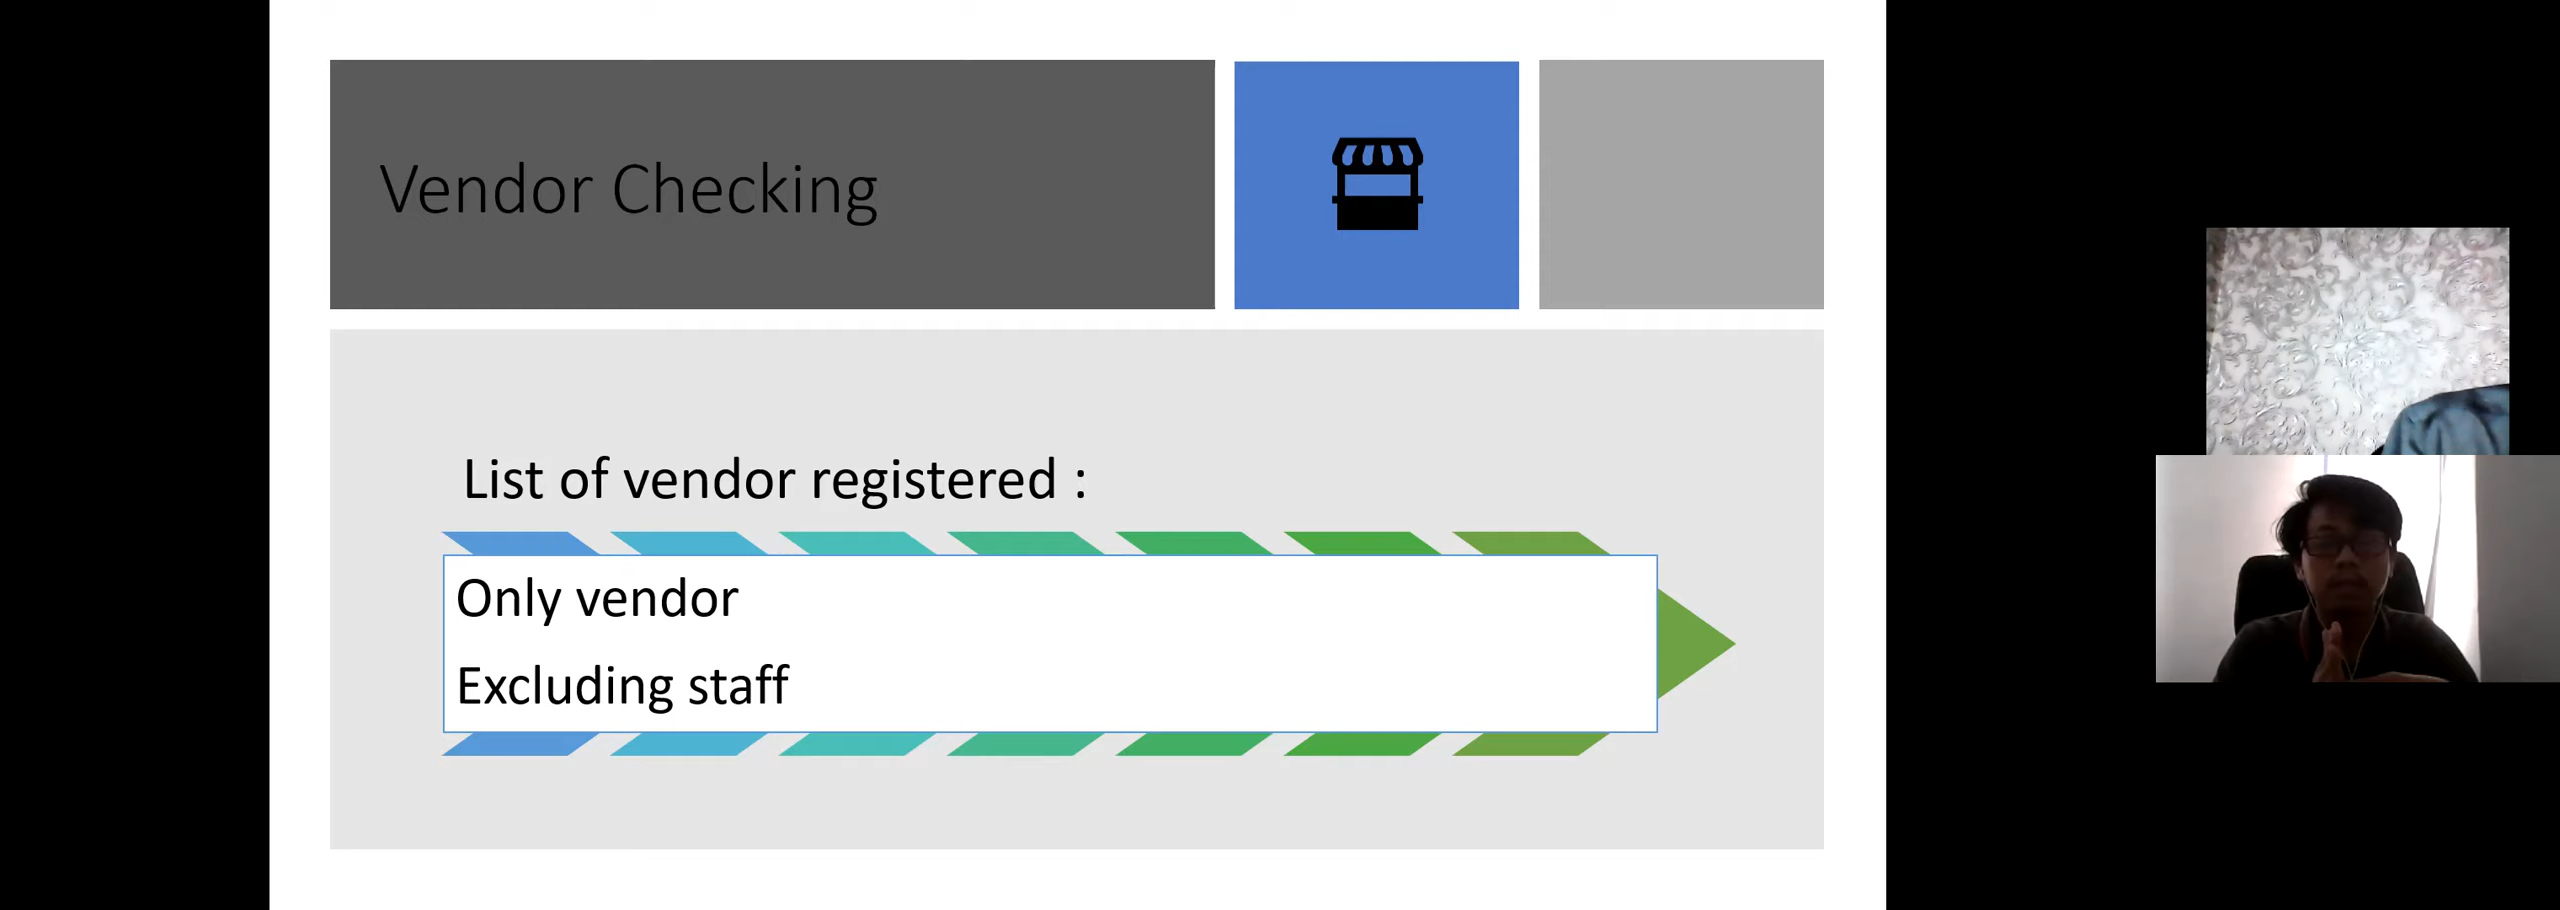 Vendor Checking
List of vendor registered :
Only vendor
Excluding staff